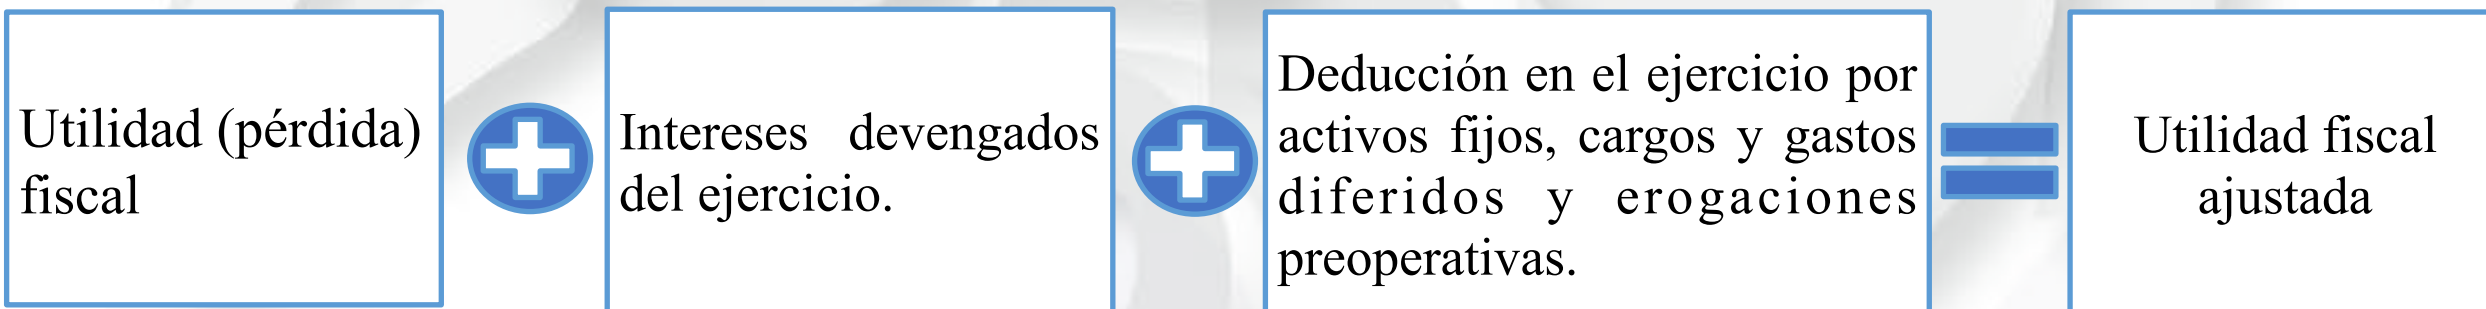 Utilidad (pérdida)
fiscal
Intereses devengados
del ejercicio.
Deducción en el ejercicio por
activos fijos, cargos y gastos
diferidos y erogaciones
preoperativas.
Utilidad fiscal
ajustada